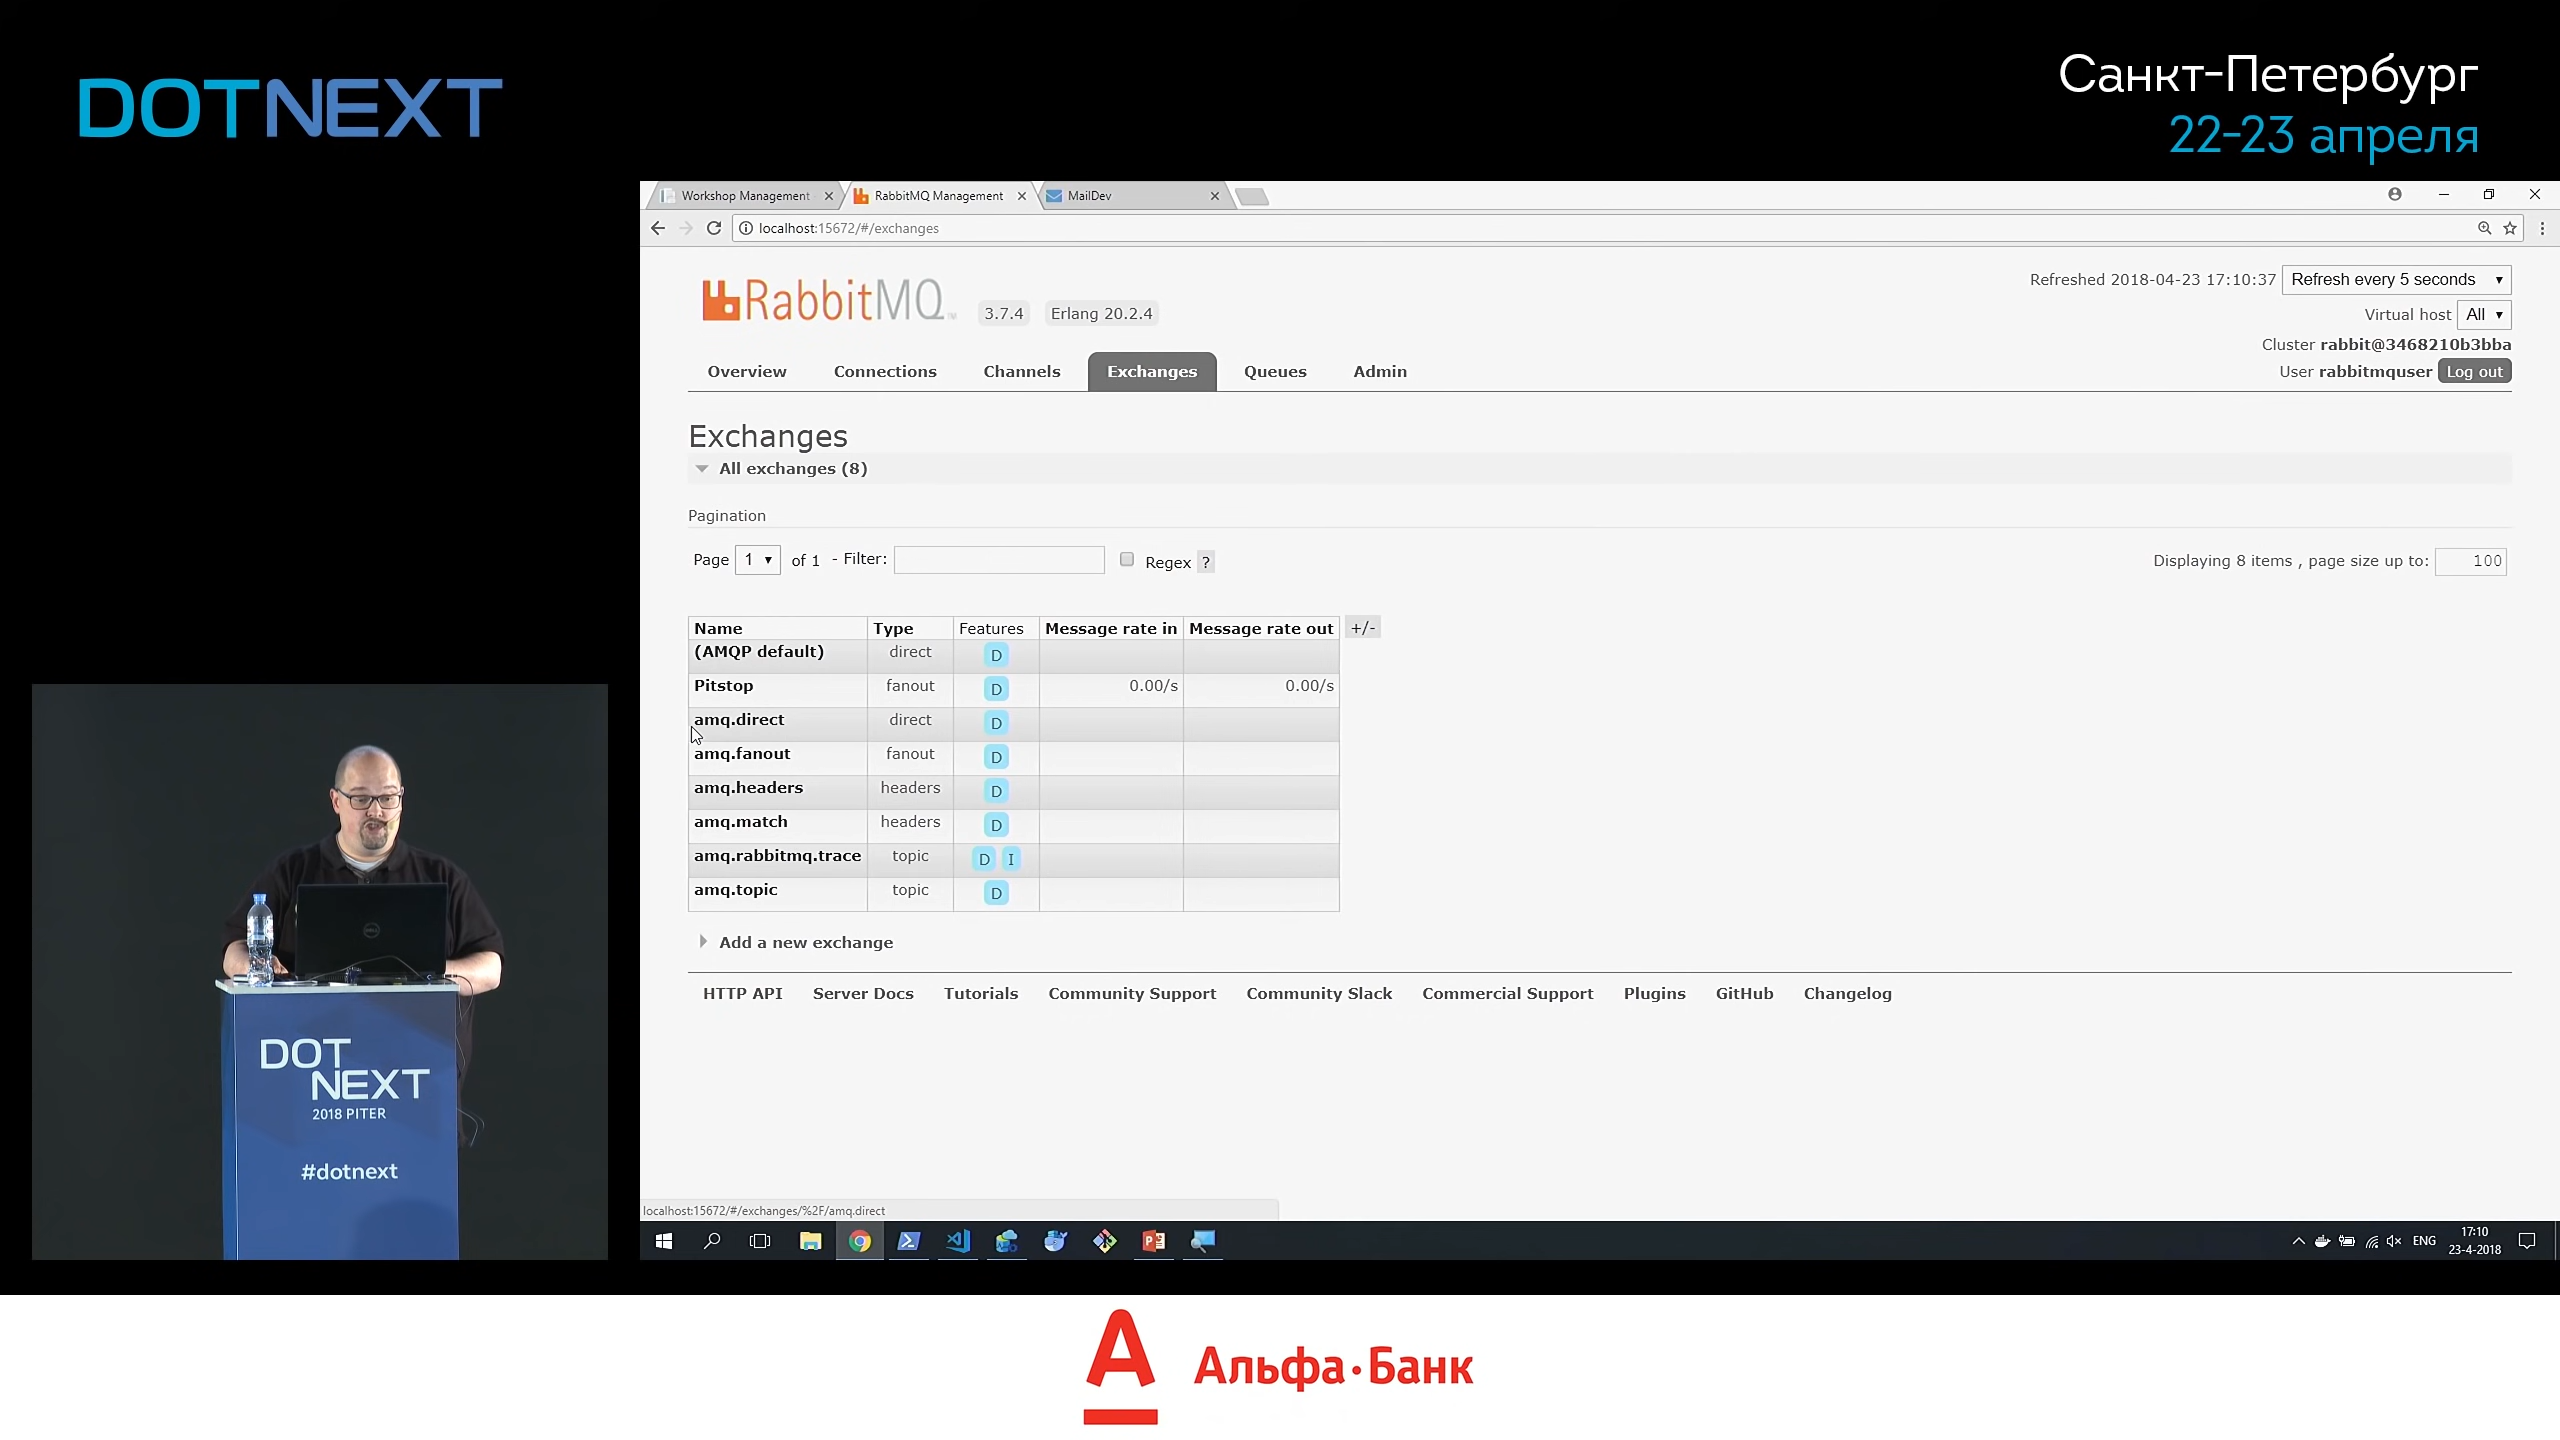 DOTNEXT
Санкт-Петербург
22-23 апреля
Workshop Management
RabbitMQ Management
MailDev
localhost:15672/#/exchanges
RabbitMQ
3.7.4
Erlang 20.2.4
Refreshed 2018-04-23 17:10:37
Refresh every 5 seconds
Virtual host All
Cluster rabbit@3468210b3bba
User rabbitmquser Log out
Overview Connections Channels Exchanges Queues Admin
Exchanges
All exchanges (8)
Pagination
Page 1 of 1 - Filter: Regex ?
Displaying 8 items , page size up to: 100
Name Type Features Message rate in Message rate out +/-
(AMQP default) direct D
Pitstop fanout D 0.00/s 0.00/s
amq.direct direct D
amq.fanout fanout D
amq.headers headers D
amq.match headers D
amq.rabbitmq.trace topic D I
amq.topic topic D
Add a new exchange
HTTP API Server Docs Tutorials Community Support Community Slack Commercial Support Plugins GitHub Changelog
localhost:15672/#/exchanges/%2F/amq.direct
ENG
17:10
23-4-2018
DELL
DOT
NEXT
2018 PITER
#dotnext
Альфа·Банк